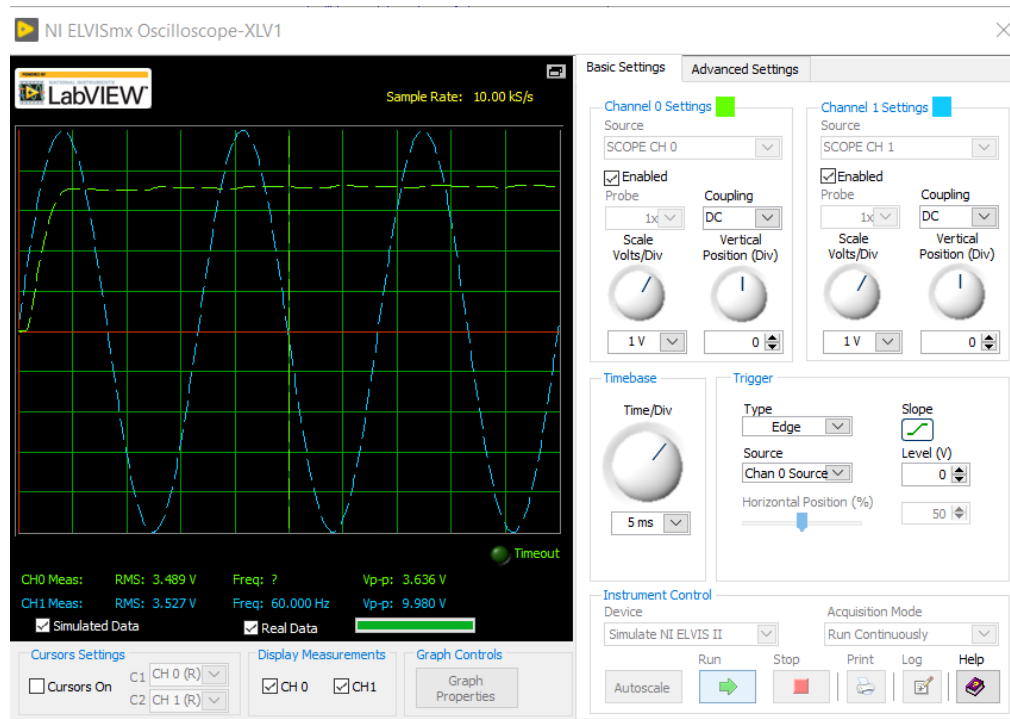 NI ELVISmx Oscilloscope-XLV1
LabVIEW
Sample Rate: 10.00 kS/s
Timeout
CH0 Meas: RMS: 3.489 V Freq: ? Vp-p: 3.636 V
CH1 Meas: RMS: 3.527 V Freq: 60.000 Hz Vp-p: 9.980 V
Simulated Data Real Data
Cursors Settings
Cursors On
C1 CH 0 (R)
C2 CH 1 (R)
Display Measurements
CH 0 CH1
Graph Controls
Graph
Properties
Basic Settings Advanced Settings
Channel 0 Settings
Source
SCOPE CH 0
Enabled
Probe Coupling
1x DC
Scale Vertical
Volts/Div Position (Div)
1 V 0
Channel 1 Settings
Source
SCOPE CH 1
Enabled
Probe Coupling
1x DC
Scale Vertical
Volts/Div Position (Div)
1 V 0
Timebase
Time/Div
5 ms
Trigger
Type Slope
Edge
Source Level (V)
Chan 0 Source 0
Horizontal Position (%)
50
Instrument Control
Device Acquisition Mode
Simulate NI ELVIS II Run Continuously
Run Stop Print Log Help
Autoscale